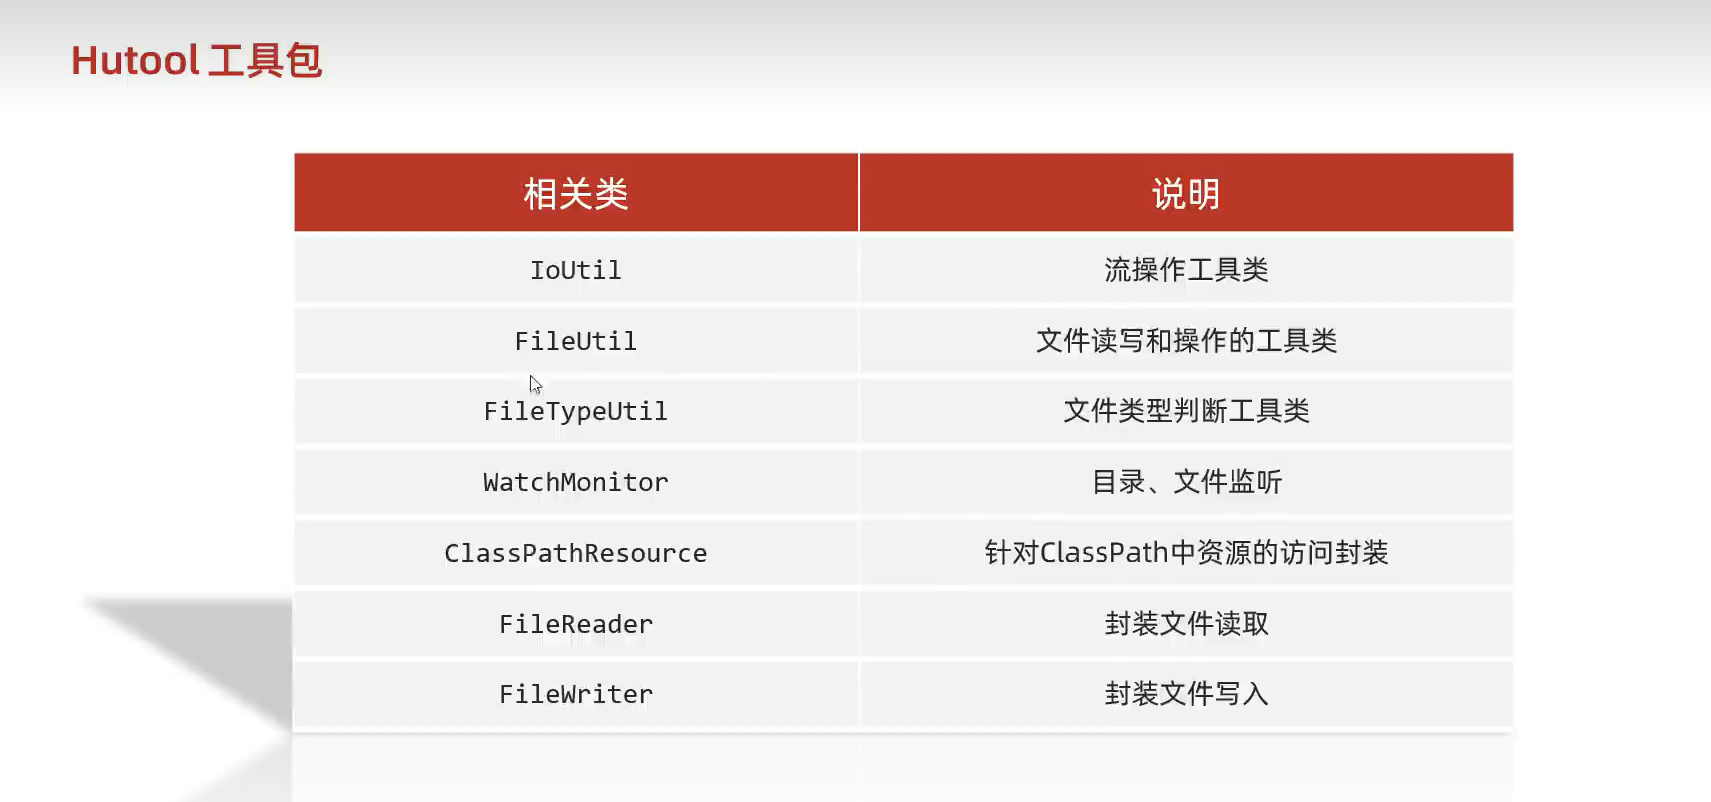 Hutool 工具包
相关类 说明
IoUtil 流操作工具类
FileUtil 文件读写和操作的工具类
FileTypeUtil 文件类型判断工具类
WatchMonitor 目录、文件监听
ClassPathResource 针对ClassPath中资源的访问封装
FileReader 封装文件读取
FileWriter 封装文件写入